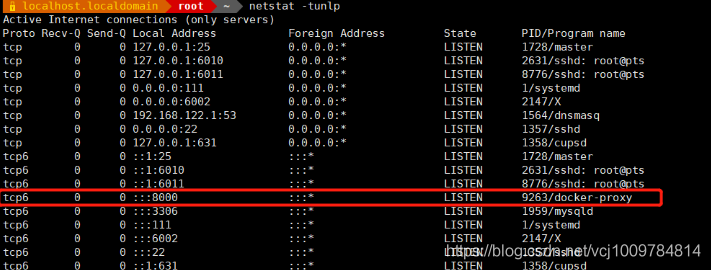 localhost.localdomain root ~ netstat -tunlp
Active Internet connections (only servers)
Proto Recv-Q Send-Q Local Address Foreign Address State PID/Program name
tcp 0 0 127.0.0.1:25 0.0.0.0:* LISTEN 1728/master
tcp 0 0 127.0.0.1:6010 0.0.0.0:* LISTEN 2631/sshd: root@pts
tcp 0 0 127.0.0.1:6011 0.0.0.0:* LISTEN 8776/sshd: root@pts
tcp 0 0 0.0.0.0:111 0.0.0.0:* LISTEN 1/systemd
tcp 0 0 0.0.0.0:6002 0.0.0.0:* LISTEN 2147/X
tcp 0 0 192.168.122.1:53 0.0.0.0:* LISTEN 1564/dnsmasq
tcp 0 0 0.0.0.0:22 0.0.0.0:* LISTEN 1357/sshd
tcp 0 0 127.0.0.1:631 0.0.0.0:* LISTEN 1358/cupsd
tcp6 0 0 ::1:25 :::* LISTEN 1728/master
tcp6 0 0 ::1:6010 :::* LISTEN 2631/sshd: root@pts
tcp6 0 0 ::1:6011 :::* LISTEN 8776/sshd: root@pts
tcp6 0 0 :::8000 :::* LISTEN 9263/docker-proxy
tcp6 0 0 :::3306 :::* LISTEN 1959/mysqld
tcp6 0 0 :::111 :::* LISTEN 1/systemd
tcp6 0 0 :::6002 :::* LISTEN 2147/X
tcp6 0 0 :::22 :::* LISTEN 1357/sshd
https://blog.csdn.net/vcj1009784814
tcp6 0 0 ::1:631 :::* LISTEN 1358/cupsd